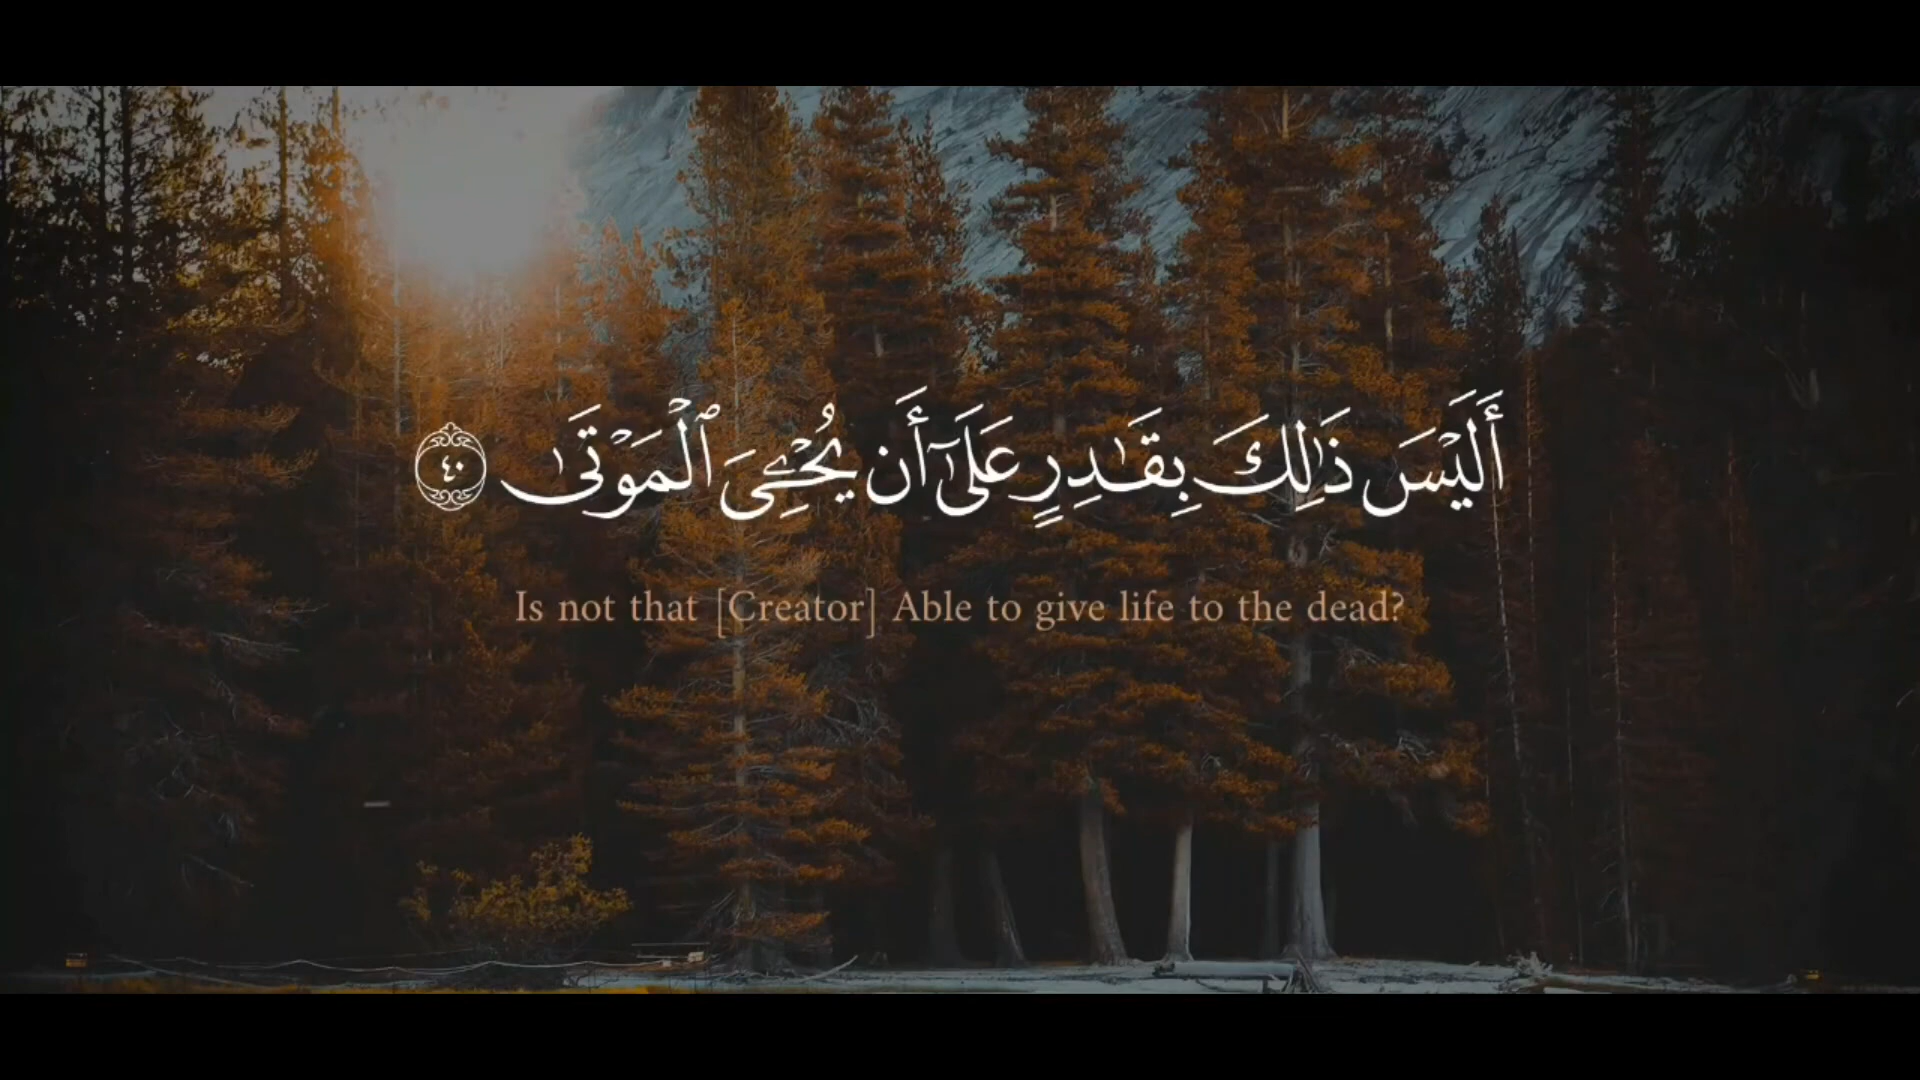 أَلَيْسَ ذَٰلِكَ بِقَـٰدِرٍ عَلَىٰٓ أَن يُحْـِۧىَ ٱلْمَوْتَىٰ ٤٠
Is not that [Creator] Able to give life to the dead?